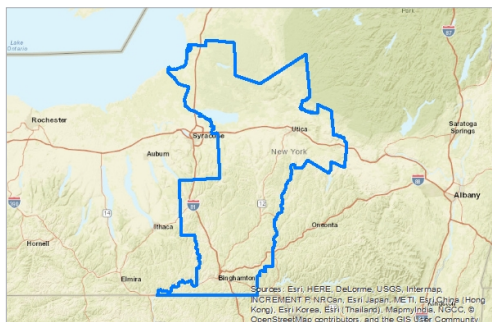 Lake
Ontario
Fork
Rochester
Syracuse
Utica
Saratoga
Springs
Auburn
New York
Albany
Ithaca
Oneonta
Hornell
Elmira
Binghamton
Sources: Esri, HERE, DeLorme, USGS, Intermap,
INCREMENT P, NRCan, Esri Japan, METI, Esri China (Hong
Kong), Esri Korea, Esri (Thailand), MapmyIndia, NGCC, ©
OpenStreetMap contributors, and the GIS User Community